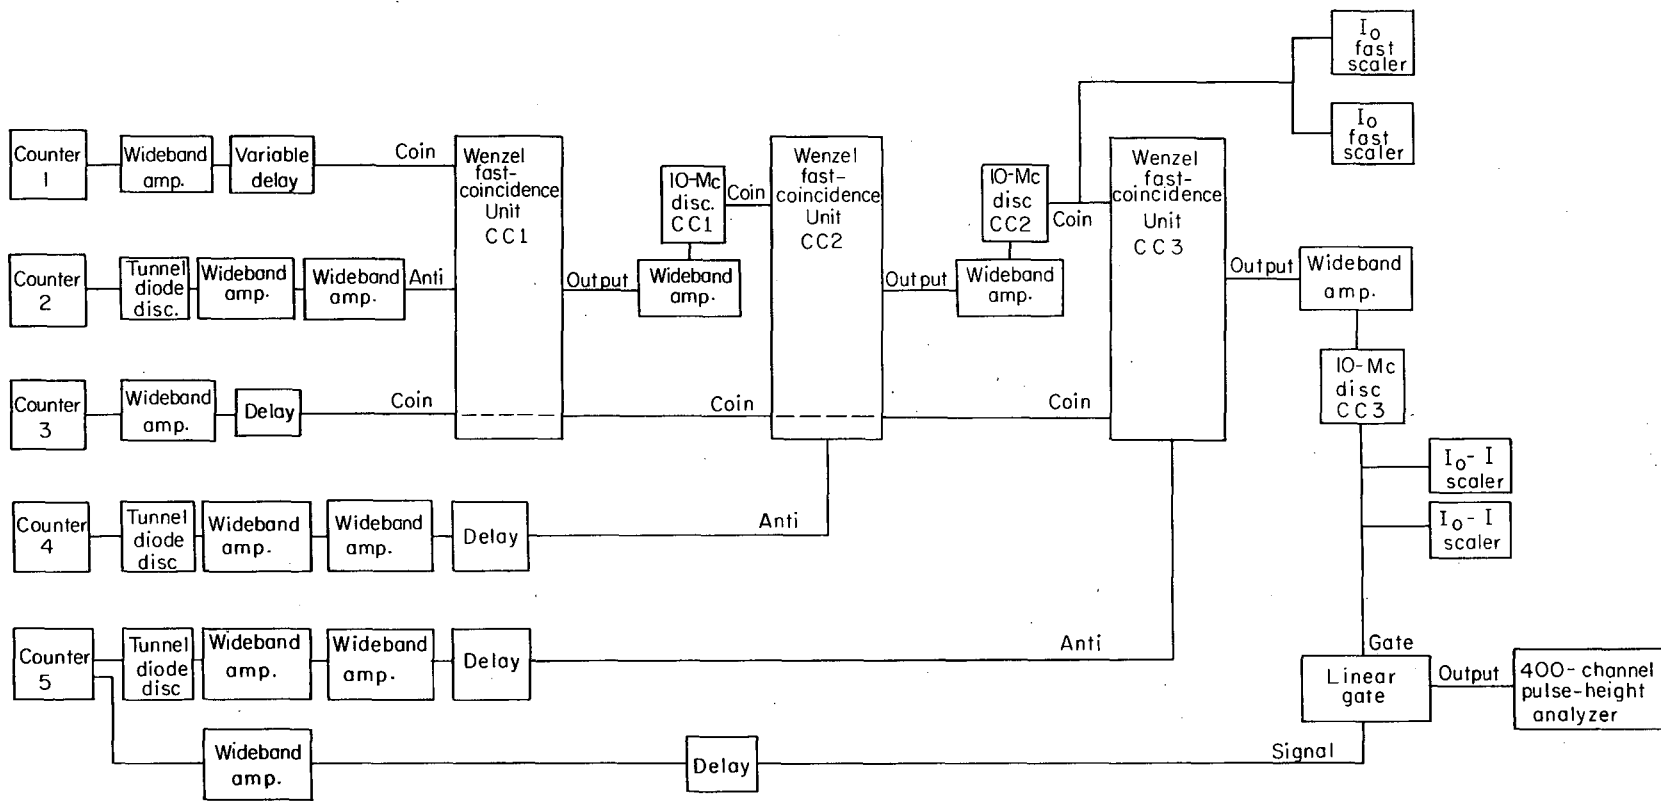 I0
fast
scaler
I0
fast
scaler
Counter
1
Wideband
amp.
Variable
delay
Coin
Wenzel
fast-
coincidence
Unit
CC1
10-Mc
disc.
CC1
Coin
Wenzel
fast-
coincidence
Unit
CC2
10-Mc
disc
CC2
Coin
Wenzel
fast-
coincidence
Unit
CC3
Counter
2
Tunnel
diode
disc.
Wideband
amp.
Wideband
amp.
Anti
Output
Wideband
amp.
Output
Wideband
amp.
Output
Wideband
amp.
10-Mc
disc
CC3
Counter
3
Wideband
amp.
Delay
Coin
Coin
Coin
I0- I
scaler
I0- I
scaler
Counter
4
Tunnel
diode
disc
Wideband
amp.
Wideband
amp.
Delay
Anti
Counter
5
Tunnel
diode
disc
Wideband
amp.
Wideband
amp.
Delay
Anti
Gate
Linear
gate
Output
400-channel
pulse-height
analyzer
Wideband
amp.
Delay
Signal